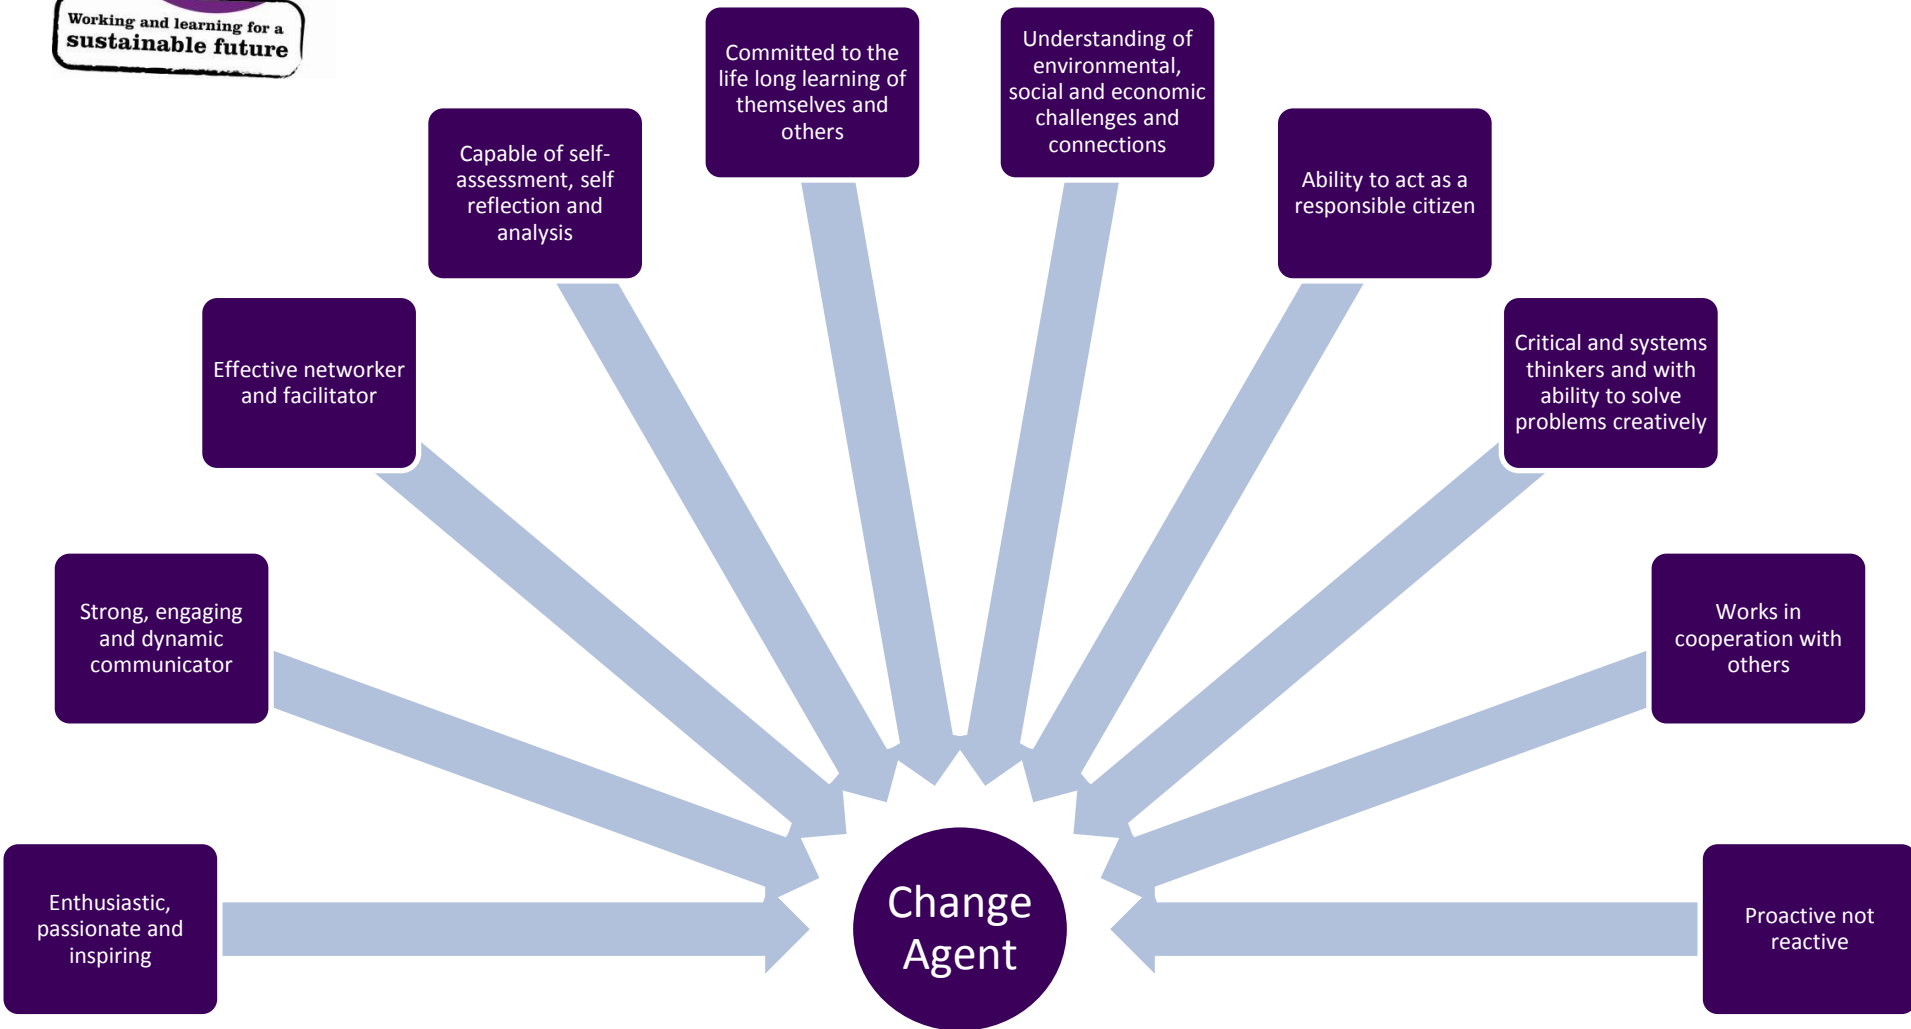 Working and learning for a
sustainable future
Committed to the
life long learning of
themselves and
others
Understanding of
environmental,
social and economic
challenges and
connections
Capable of self-
assessment, self
reflection and
analysis
Ability to act as a
responsible citizen
Effective networker
and facilitator
Critical and systems
thinkers and with
ability to solve
problems creatively
Strong, engaging
and dynamic
communicator
Works in
cooperation with
others
Enthusiastic,
passionate and
inspiring
Change
Agent
Proactive not
reactive